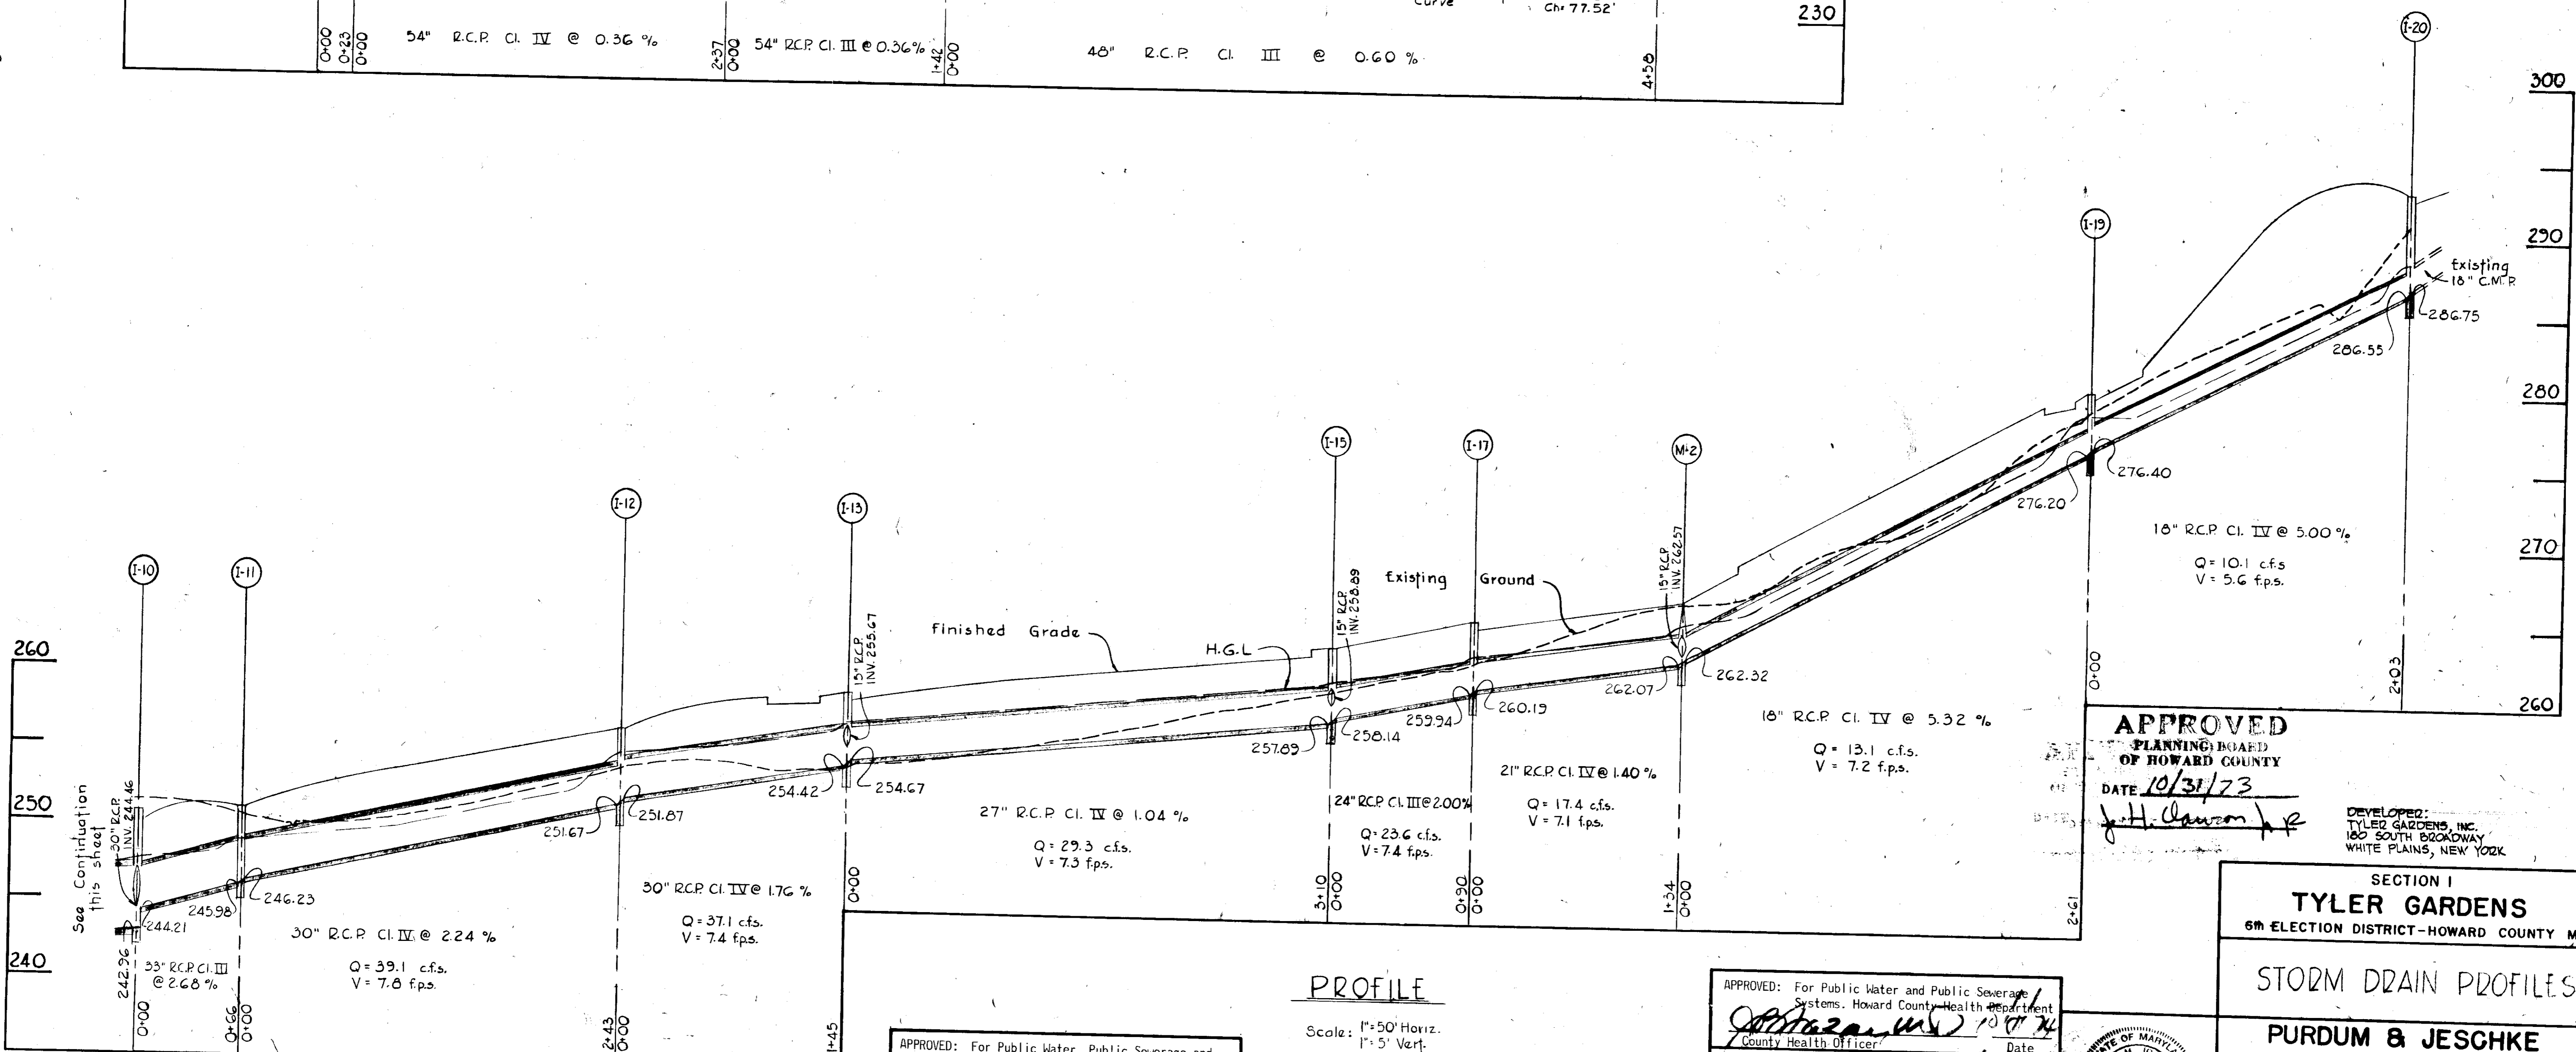 Curve
Ch= 77.52'
230
0+00
0+23
0+00
54" R.C.P. Cl. IV @ 0.36 %
2+37
0+00
54" R.C.P. Cl. III @ 0.36%
1+42
0+00
48" R.C.P. Cl. III @ 0.60 %
4+58
I-20
300
290
280
270
260
Existing
18" C.M.P.
286.75
286.55
I-19
276.40
276.20
18" R.C.P. Cl. IV @ 5.00 %
Q = 10.1 c.f.s
V = 5.6 f.p.s.
0+00
2+03
I-10
I-11
I-12
I-13
I-15
I-17
M-2
260
250
240
See Continuation
this sheet
30" R.C.P.
INV. 244.46
244.21
242.96
245.98
246.23
33" R.C.P. Cl. III
@ 2.68 %
0+00
0+66
0+00
30" R.C.P. Cl. IV @ 2.24 %
Q = 39.1 c.f.s.
V = 7.8 f.p.s.
251.67
251.87
2+43
0+00
30" R.C.P. Cl. IV @ 1.76 %
Q = 37.1 c.f.s.
V = 7.4 f.p.s.
1+45
0+00
15" R.C.P.
INV. 255.67
254.42
254.67
Finished Grade
H.G.L
27" R.C.P. Cl. IV @ 1.04 %
Q = 29.3 c.f.s.
V = 7.3 f.p.s.
15" R.C.P.
INV. 258.89
257.89
258.14
3+10
0+00
24" R.C.P. Cl. III @ 2.00%
Q = 23.6 c.f.s.
V = 7.4 f.p.s.
Existing Ground
259.94
260.19
0+90
0+00
21" R.C.P. Cl. IV @ 1.40 %
Q = 17.4 c.f.s.
V = 7.1 f.p.s.
15" R.C.P.
INV. 262.57
262.07
262.32
1+34
0+00
18" R.C.P. Cl. IV @ 5.32 %
Q = 13.1 c.f.s.
V = 7.2 f.p.s.
2+61
APPROVED
PLANNING BOARD
OF HOWARD COUNTY
DATE 10/31/73
DEVELOPER:
TYLER GARDENS, INC.
180 SOUTH BROADWAY
WHITE PLAINS, NEW YORK
SECTION 1
TYLER GARDENS
6th ELECTION DISTRICT-HOWARD COUNTY M
STORM DRAIN PROFILES
PURDUM & JESCHKE
PROFILE
Scale: 1"=50' Horiz.
1"= 5' Vert.
APPROVED: For Public Water, Public Sewerage and
APPROVED: For Public Water and Public Sewerage
Systems. Howard County Health Department
County Health Officer
Date